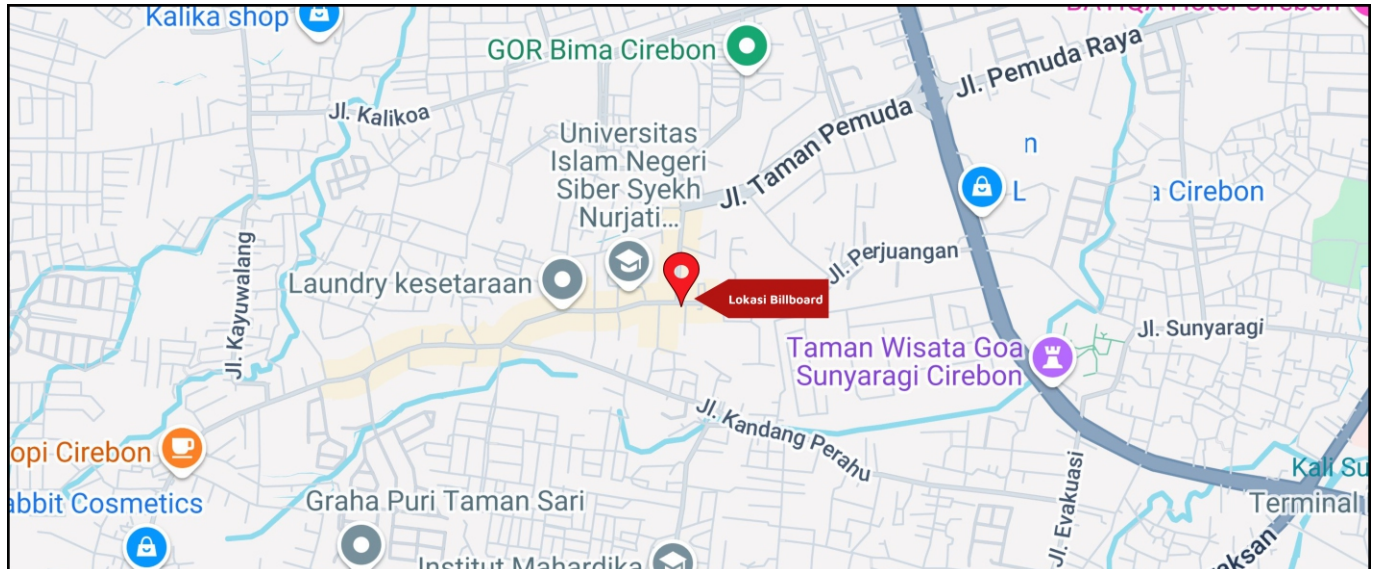 Kalika shop
GOR Bima Cirebon
Jl. Pemuda Raya
Jl. Kalikoa
Jl. Taman Pemuda
Universitas
Islam Negeri
Siber Syekh
Nurjati...
n
L
a Cirebon
Jl. Kayuwalang
Laundry kesetaraan
Jl. Perjuangan
Lokasi Billboard
Jl. Sunyaragi
Taman Wisata Goa
Sunyaragi Cirebon
Jl. Kandang Perahu
opi Cirebon
abbit Cosmetics
Graha Puri Taman Sari
Jl. Evakuasi
Kali Su
Terminal
aksan
Institut Mahardika